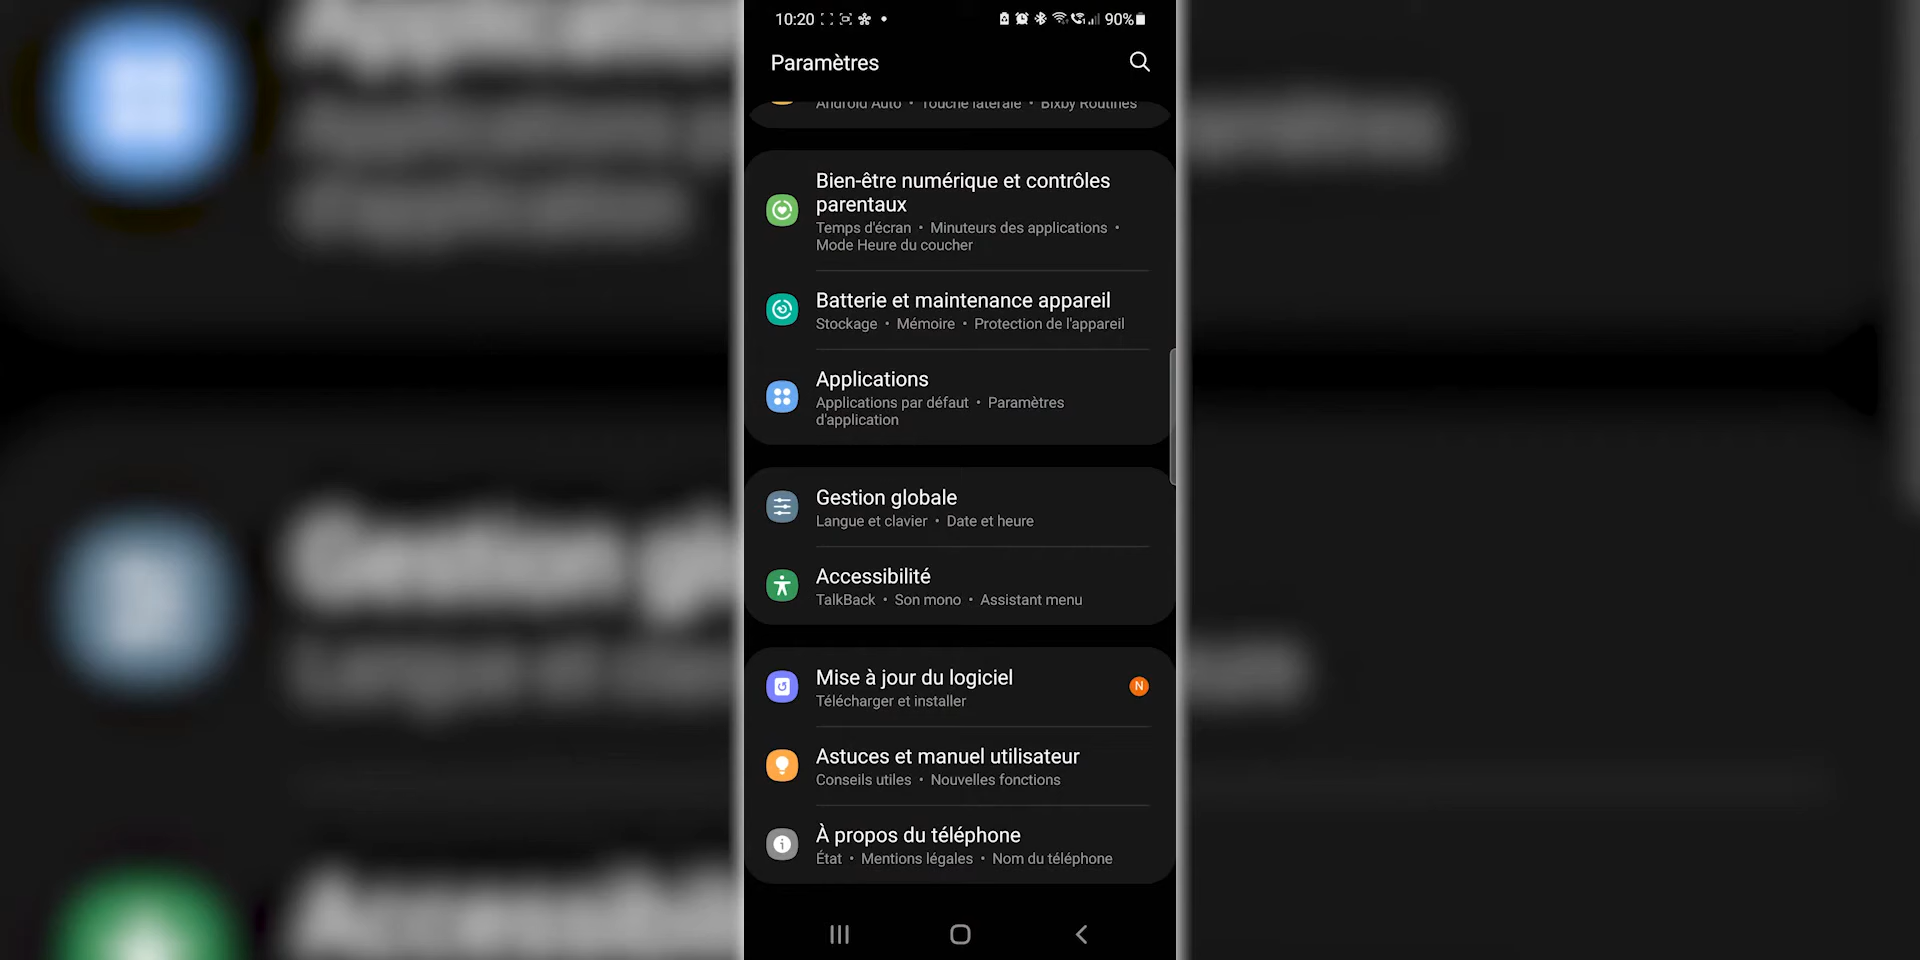 10:20 90%
Paramètres
Android Auto • Touche latérale • Bixby Routines
Bien-être numérique et contrôles
parentaux
Temps d'écran • Minuteurs des applications •
Mode Heure du coucher
Batterie et maintenance appareil
Stockage • Mémoire • Protection de l'appareil
Applications
Applications par défaut • Paramètres
d'application
Gestion globale
Langue et clavier • Date et heure
Accessibilité
TalkBack • Son mono • Assistant menu
Mise à jour du logiciel
N
Télécharger et installer
Astuces et manuel utilisateur
Conseils utiles • Nouvelles fonctions
À propos du téléphone
État • Mentions légales • Nom du téléphone